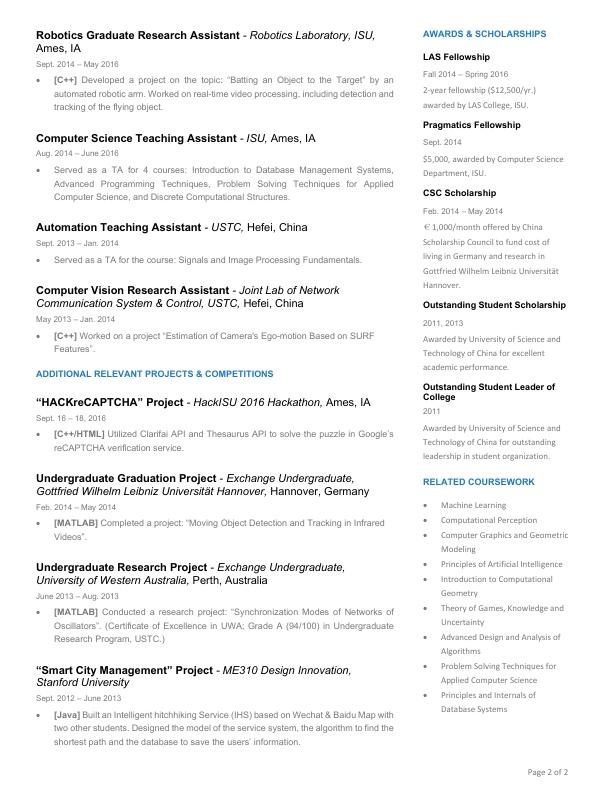 Robotics Graduate Research Assistant - Robotics Laboratory, ISU,
Ames, IA
Sept. 2014 – May 2016
• [C++] Developed a project on the topic: “Batting an Object to the Target” by an
automated robotic arm. Worked on real-time video processing, including detection and
tracking of the flying object.
Computer Science Teaching Assistant - ISU, Ames, IA
Aug. 2014 – June 2016
• Served as a TA for 4 courses: Introduction to Database Management Systems,
Advanced Programming Techniques, Problem Solving Techniques for Applied
Computer Science, and Discrete Computational Structures.
Automation Teaching Assistant - USTC, Hefei, China
Sept. 2013 – Jan. 2014
• Served as a TA for the course: Signals and Image Processing Fundamentals.
Computer Vision Research Assistant - Joint Lab of Network
Communication System & Control, USTC, Hefei, China
May 2013 – Jan. 2014
• [C++] Worked on a project “Estimation of Camera's Ego-motion Based on SURF
Features”.
ADDITIONAL RELEVANT PROJECTS & COMPETITIONS
“HACKreCAPTCHA” Project - HackISU 2016 Hackathon, Ames, IA
Sept. 16 – 18, 2016
• [C++/HTML] Utilized Clarifai API and Thesaurus API to solve the puzzle in Google's
reCAPTCHA verification service.
Undergraduate Graduation Project - Exchange Undergraduate,
Gottfried Wilhelm Leibniz Universität Hannover, Hannover, Germany
Feb. 2014 – May 2014
• [MATLAB] Completed a project: “Moving Object Detection and Tracking in Infrared
Videos”.
Undergraduate Research Project - Exchange Undergraduate,
University of Western Australia, Perth, Australia
June 2013 – Aug. 2013
• [MATLAB] Conducted a research project: “Synchronization Modes of Networks of
Oscillators”. (Certificate of Excellence in UWA; Grade A (94/100) in Undergraduate
Research Program, USTC.)
“Smart City Management” Project - ME310 Design Innovation,
Stanford University
Sept. 2012 – June 2013
• [Java] Built an Intelligent hitchhiking Service (IHS) based on Wechat & Baidu Map with
two other students. Designed the model of the service system, the algorithm to find the
shortest path and the database to save the users' information.
AWARDS & SCHOLARSHIPS
LAS Fellowship
Fall 2014 – Spring 2016
2-year fellowship ($12,500/yr.)
awarded by LAS College, ISU.
Pragmatics Fellowship
Sept. 2014
$5,000, awarded by Computer Science
Department, ISU.
CSC Scholarship
Feb. 2014 – May 2014
€1,000/month offered by China
Scholarship Council to fund cost of
living in Germany and research in
Gottfried Wilhelm Leibniz Universität
Hannover.
Outstanding Student Scholarship
2011, 2013
Awarded by University of Science and
Technology of China for excellent
academic performance.
Outstanding Student Leader of
College
2011
Awarded by University of Science and
Technology of China for outstanding
leadership in student organization.
RELATED COURSEWORK
• Machine Learning
• Computational Perception
• Computer Graphics and Geometric
Modeling
• Principles of Artificial Intelligence
• Introduction to Computational
Geometry
• Theory of Games, Knowledge and
Uncertainty
• Advanced Design and Analysis of
Algorithms
• Problem Solving Techniques for
Applied Computer Science
• Principles and Internals of
Database Systems
Page 2 of 2